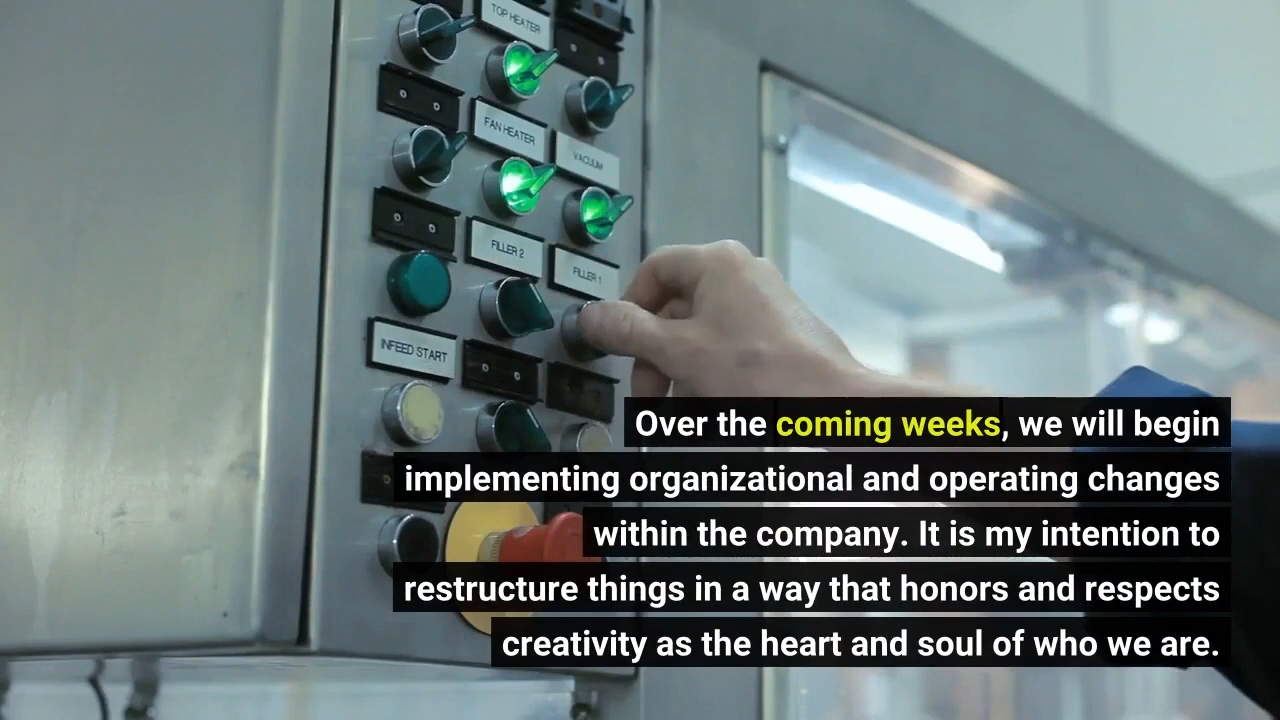 TOP HEATER
FAN HEATER
VACUUM
FILLER 2
FILLER 1
INFEED START
Over the coming weeks, we will begin
implementing organizational and operating changes
within the company. It is my intention to
restructure things in a way that honors and respects
creativity as the heart and soul of who we are.